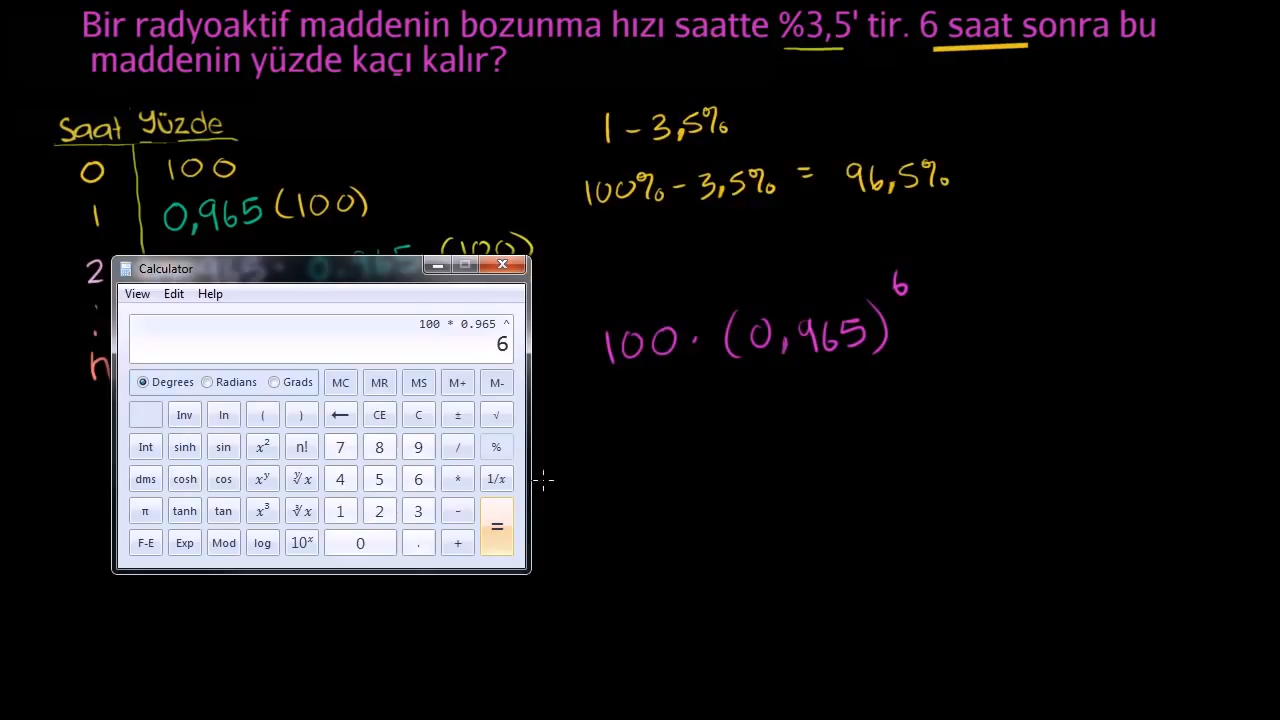 Bir radyoaktif maddenin bozunma hızı saatte %3,5' tir. 6 saat sonra bu
maddenin yüzde kaçı kalır?
Saat Yüzde
0 100
1 0,965 (100)
2 0.965 (100)
n
1 - 3,5%
100% - 3,5% = 96,5%
100 · (0,965)^6
Calculator
View Edit Help
100 * 0.965 ^
6
Degrees Radians Grads MC MR MS M+ M-
Inv ln ( ) ← CE C ± √
Int sinh sin x² n! 7 8 9 / %
dms cosh cos xʸ ʸ√x 4 5 6 * 1/x
π tanh tan x³ ³√x 1 2 3 - =
F-E Exp Mod log 10ˣ 0 . +